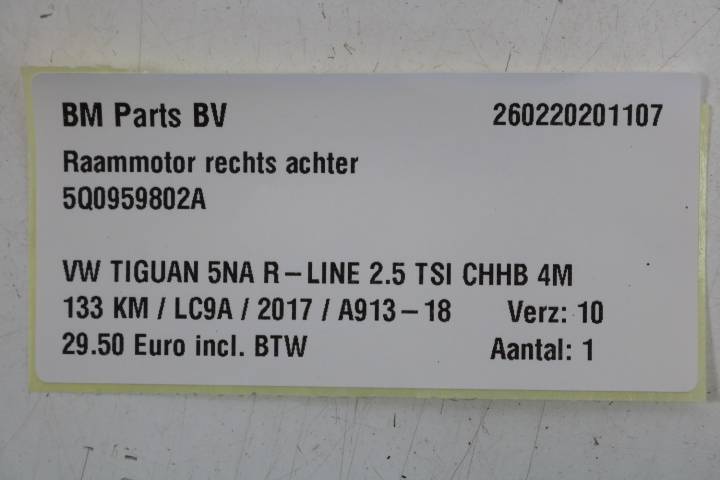 BM Parts BV 260220201107
Raammotor rechts achter
5Q0959802A
VW TIGUAN 5NA R-LINE 2.5 TSI CHHB 4M
133 KM / LC9A / 2017 / A913-18 Verz: 10
29.50 Euro incl. BTW Aantal: 1